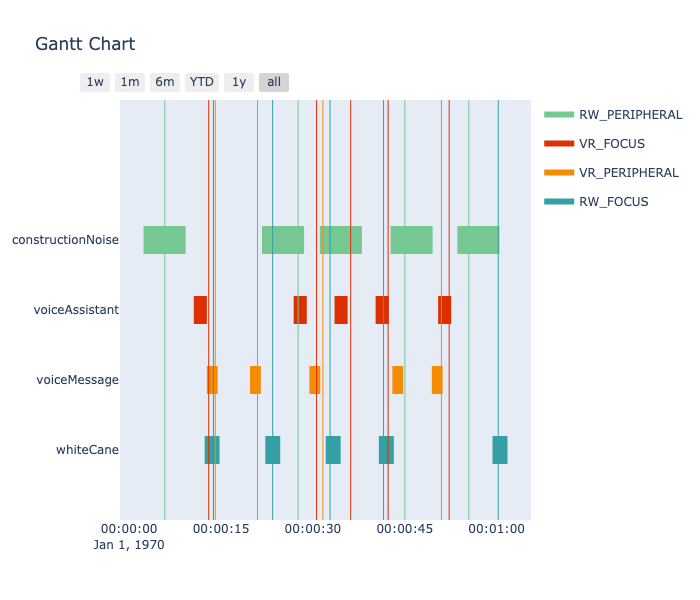 Gantt Chart
1w 1m 6m YTD 1y all
RW_PERIPHERAL
VR_FOCUS
VR_PERIPHERAL
RW_FOCUS
constructionNoise
voiceAssistant
voiceMessage
whiteCane
00:00:00 00:00:15 00:00:30 00:00:45 00:01:00
Jan 1, 1970